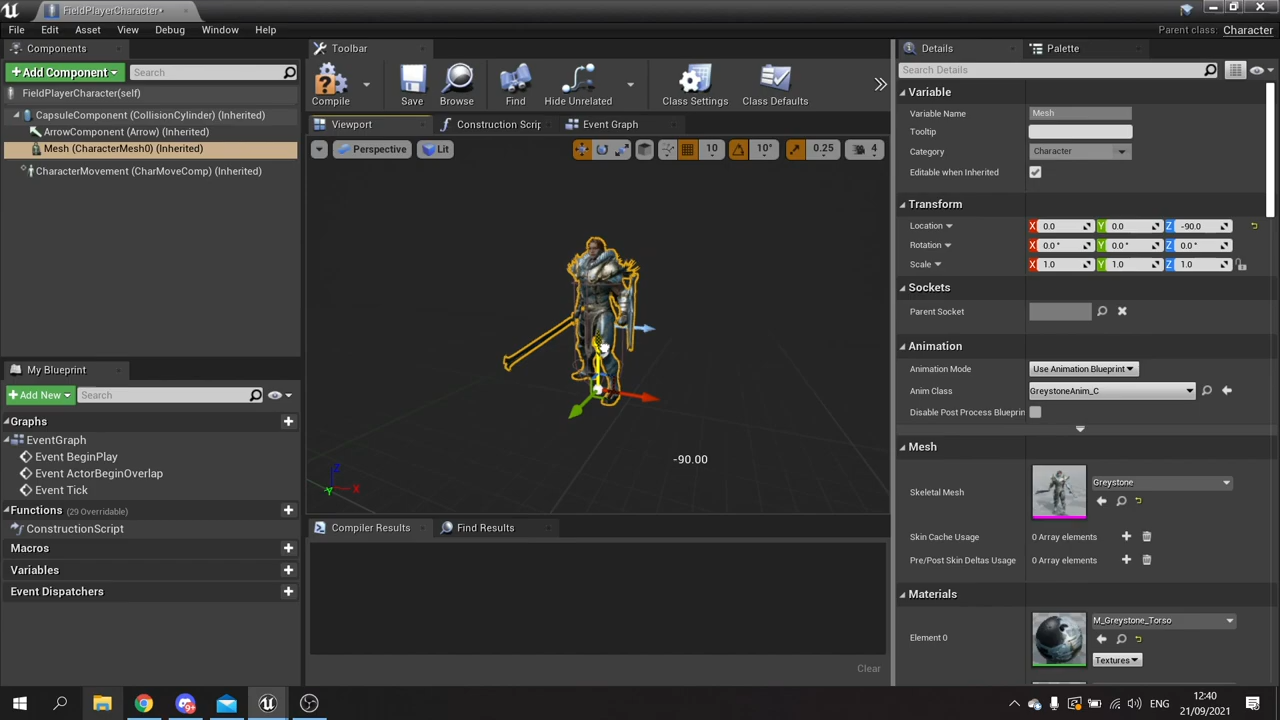 FieldPlayerCharacter*
File Edit Asset View Debug Window Help
Parent class: Character
Components
Add Component
Search
FieldPlayerCharacter(self)
CapsuleComponent (CollisionCylinder) (Inherited)
ArrowComponent (Arrow) (Inherited)
Mesh (CharacterMesh0) (Inherited)
CharacterMovement (CharMoveComp) (Inherited)
My Blueprint
Add New
Search
Graphs
EventGraph
Event BeginPlay
Event ActorBeginOverlap
Event Tick
Functions (29 Overridable)
ConstructionScript
Macros
Variables
Event Dispatchers
Toolbar
Compile
Save
Browse
Find
Hide Unrelated
Class Settings
Class Defaults
Viewport
Construction Scrip
Event Graph
Perspective
Lit
10
10°
0.25
4
-90.00
Z
X
Y
Compiler Results
Find Results
Clear
Details
Palette
Search Details
Variable
Variable Name Mesh
Tooltip
Category Character
Editable when Inherited
Transform
Location X 0.0 Y 0.0 Z -90.0
Rotation X 0.0 ° Y 0.0 ° Z 0.0 °
Scale X 1.0 Y 1.0 Z 1.0
Sockets
Parent Socket
Animation
Animation Mode Use Animation Blueprint
Anim Class GreystoneAnim_C
Disable Post Process Blueprin
Mesh
Skeletal Mesh Greystone
Skin Cache Usage 0 Array elements
Pre/Post Skin Deltas Usage 0 Array elements
Materials
Element 0 M_Greystone_Torso
Textures
ENG
12:40
21/09/2021